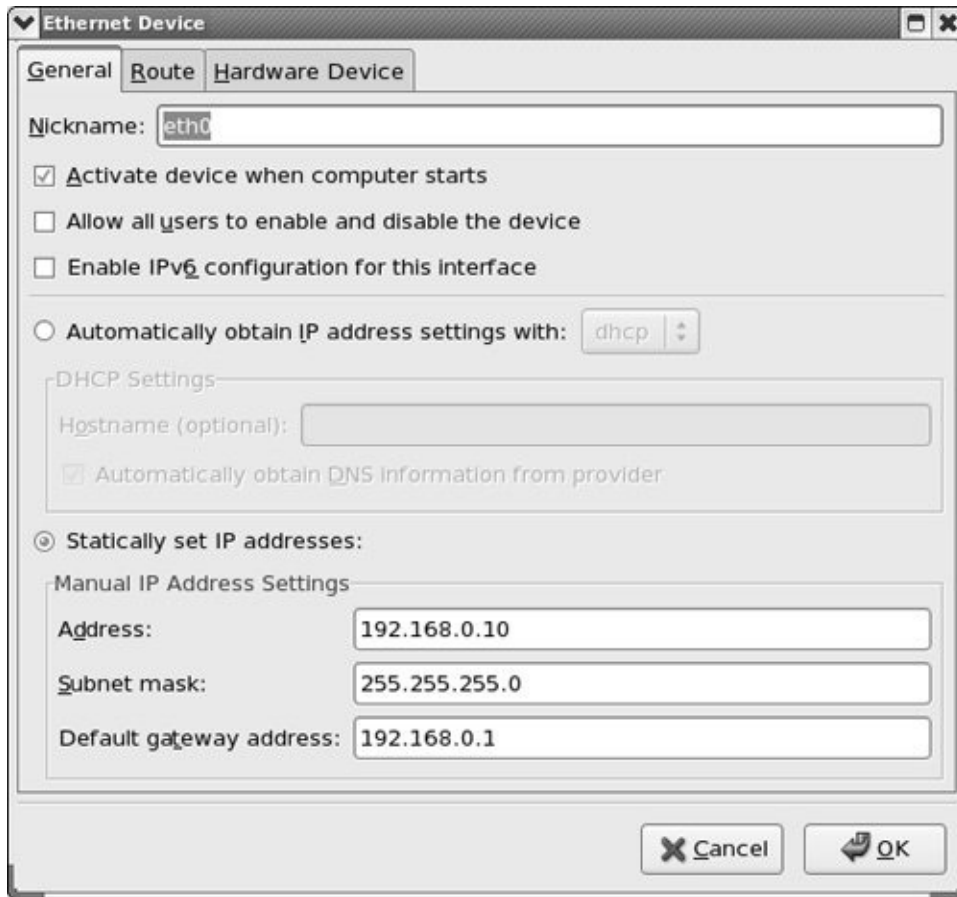 Ethernet Device
General Route Hardware Device
Nickname: eth0
Activate device when computer starts
Allow all users to enable and disable the device
Enable IPv6 configuration for this interface
Automatically obtain IP address settings with: dhcp
DHCP Settings
Hostname (optional):
Automatically obtain DNS information from provider
Statically set IP addresses:
Manual IP Address Settings
Address: 192.168.0.10
Subnet mask: 255.255.255.0
Default gateway address: 192.168.0.1
Cancel OK